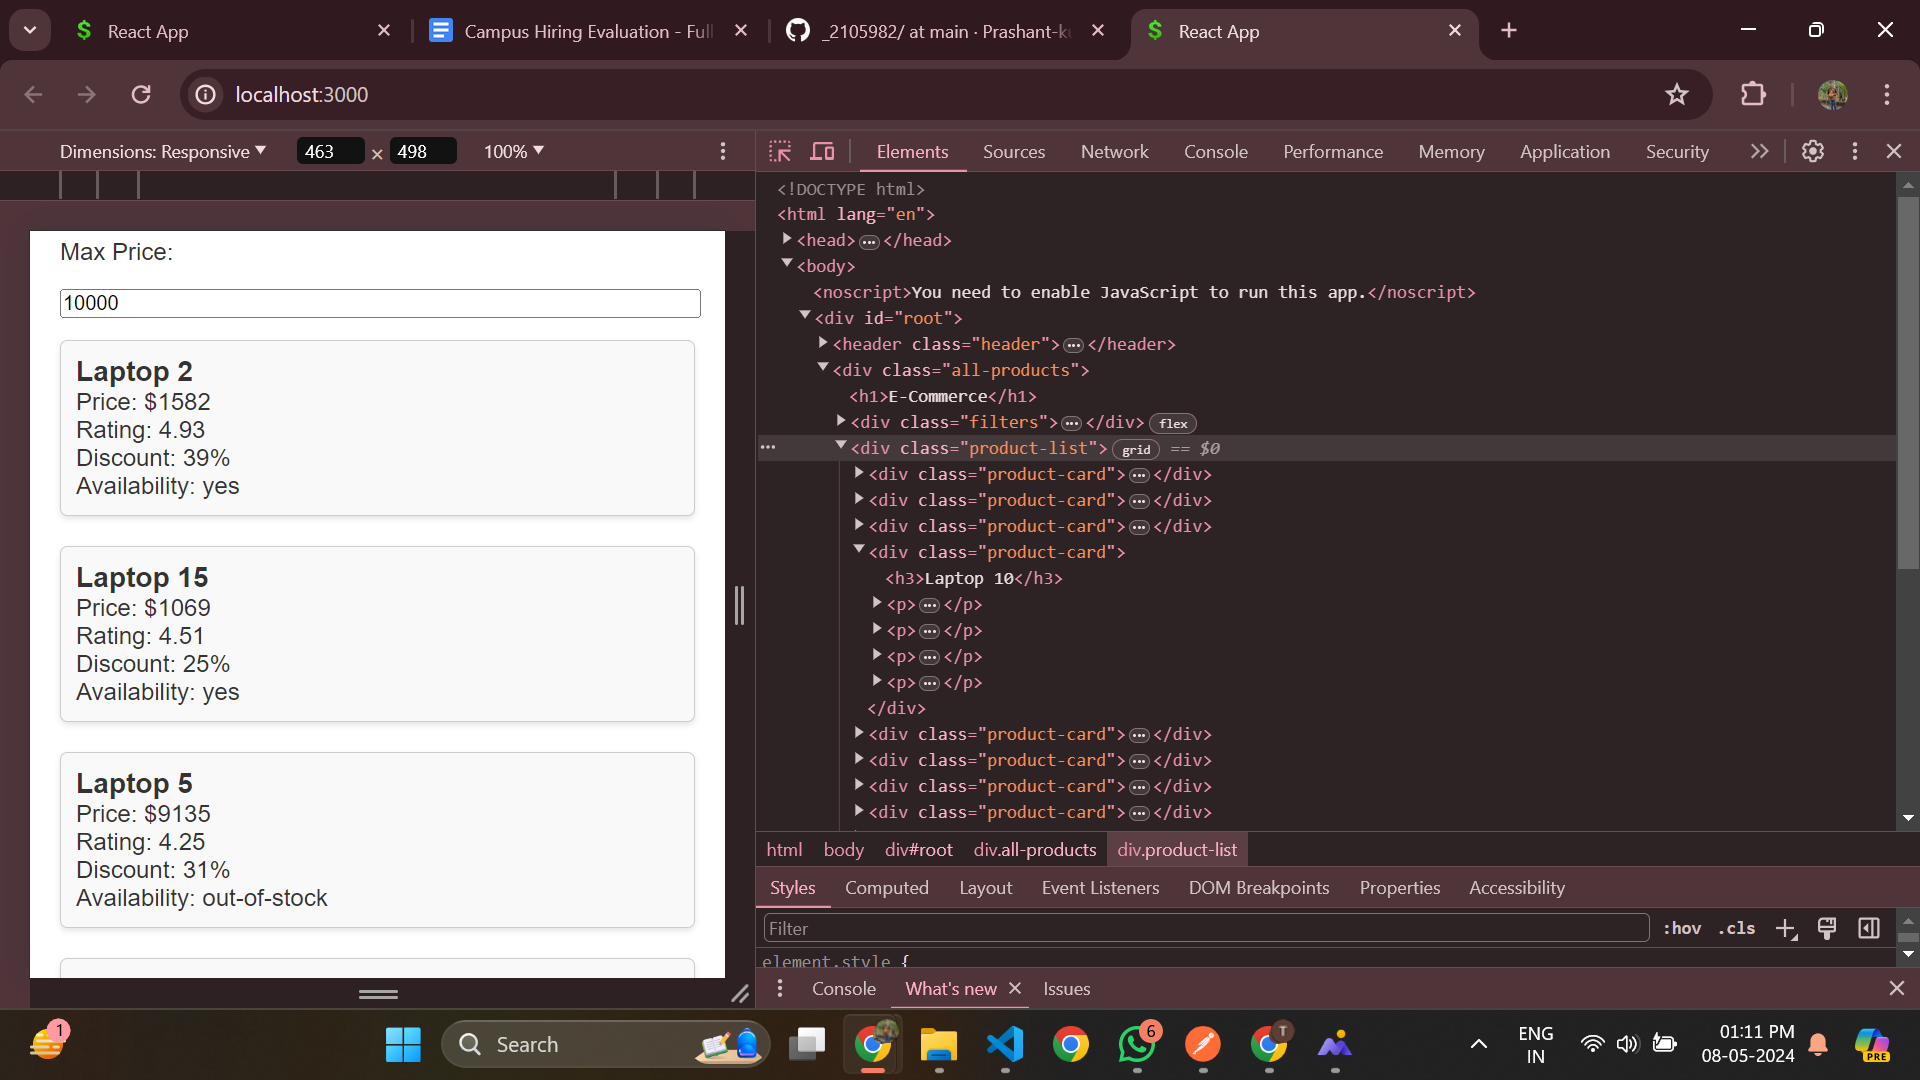 React App
Campus Hiring Evaluation - Full
_2105982/ at main · Prashant-ku
React App
localhost:3000
Dimensions: Responsive 463 × 498 100%
Elements Sources Network Console Performance Memory Application Security
Max Price:
10000
Laptop 2
Price: $1582
Rating: 4.93
Discount: 39%
Availability: yes
Laptop 15
Price: $1069
Rating: 4.51
Discount: 25%
Availability: yes
Laptop 5
Price: $9135
Rating: 4.25
Discount: 31%
Availability: out-of-stock
<!DOCTYPE html>
<html lang="en">
<head>…</head>
<body>
<noscript>You need to enable JavaScript to run this app.</noscript>
<div id="root">
<header class="header">…</header>
<div class="all-products">
<h1>E-Commerce</h1>
<div class="filters">…</div> flex
<div class="product-list"> grid == $0
<div class="product-card">…</div>
<div class="product-card">…</div>
<div class="product-card">…</div>
<div class="product-card">
<h3>Laptop 10</h3>
<p>…</p>
<p>…</p>
<p>…</p>
<p>…</p>
</div>
<div class="product-card">…</div>
<div class="product-card">…</div>
<div class="product-card">…</div>
<div class="product-card">…</div>
html body div#root div.all-products div.product-list
Styles Computed Layout Event Listeners DOM Breakpoints Properties Accessibility
Filter :hov .cls
element.style {
Console What's new Issues
1
Search
6
T
ENG
IN
01:11 PM
08-05-2024
PRE